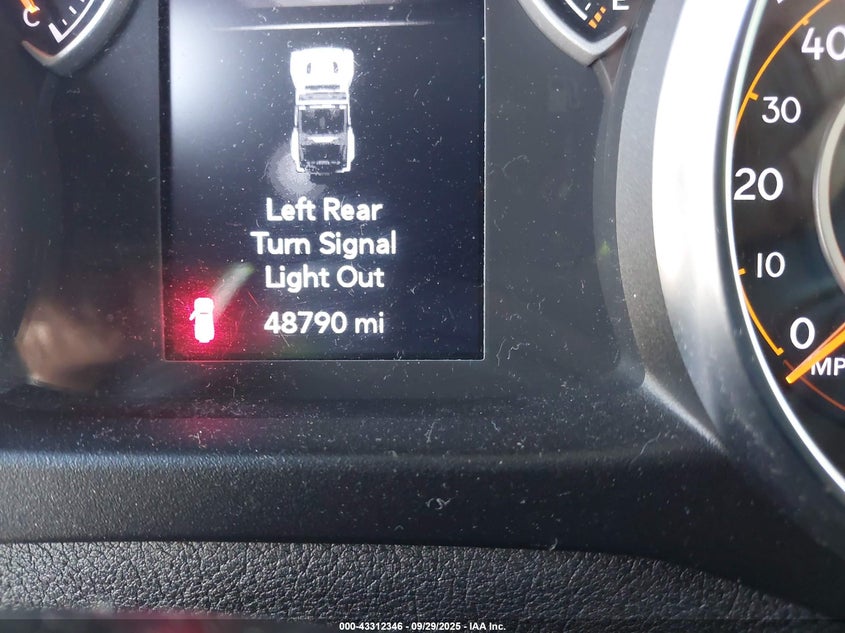 C
E
40
30
20
10
0
MP
Left Rear
Turn Signal
Light Out
48790 mi
000-43312346 | 09/29/2025 - IAA Inc.